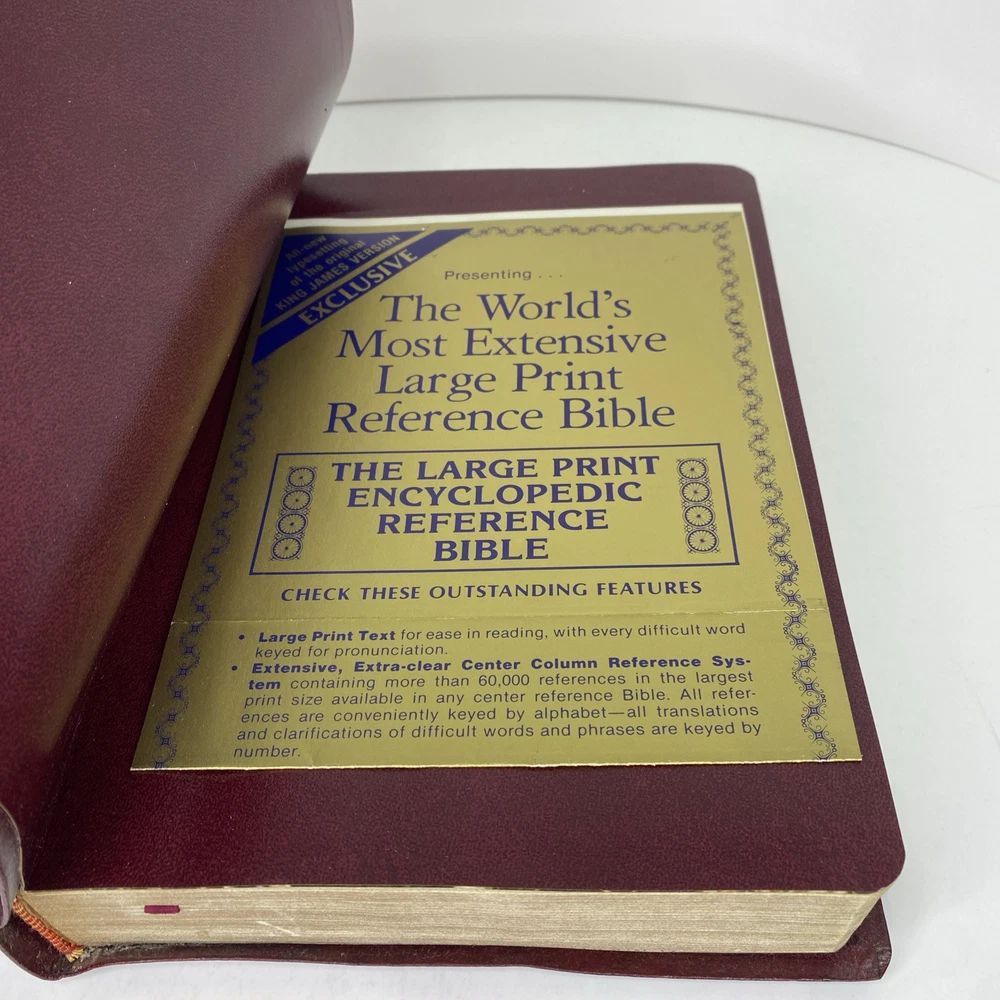 All-new
typesetting
of the original
KING JAMES VERSION
EXCLUSIVE
Presenting . . .
The World's
Most Extensive
Large Print
Reference Bible
THE LARGE PRINT
ENCYCLOPEDIC
REFERENCE
BIBLE
CHECK THESE OUTSTANDING FEATURES
• Large Print Text for ease in reading, with every difficult word
keyed for pronunciation.
• Extensive, Extra-clear Center Column Reference Sys-
tem containing more than 60,000 references in the largest
print size available in any center reference Bible. All refer-
ences are conveniently keyed by alphabet—all translations
and clarifications of difficult words and phrases are keyed by
number.